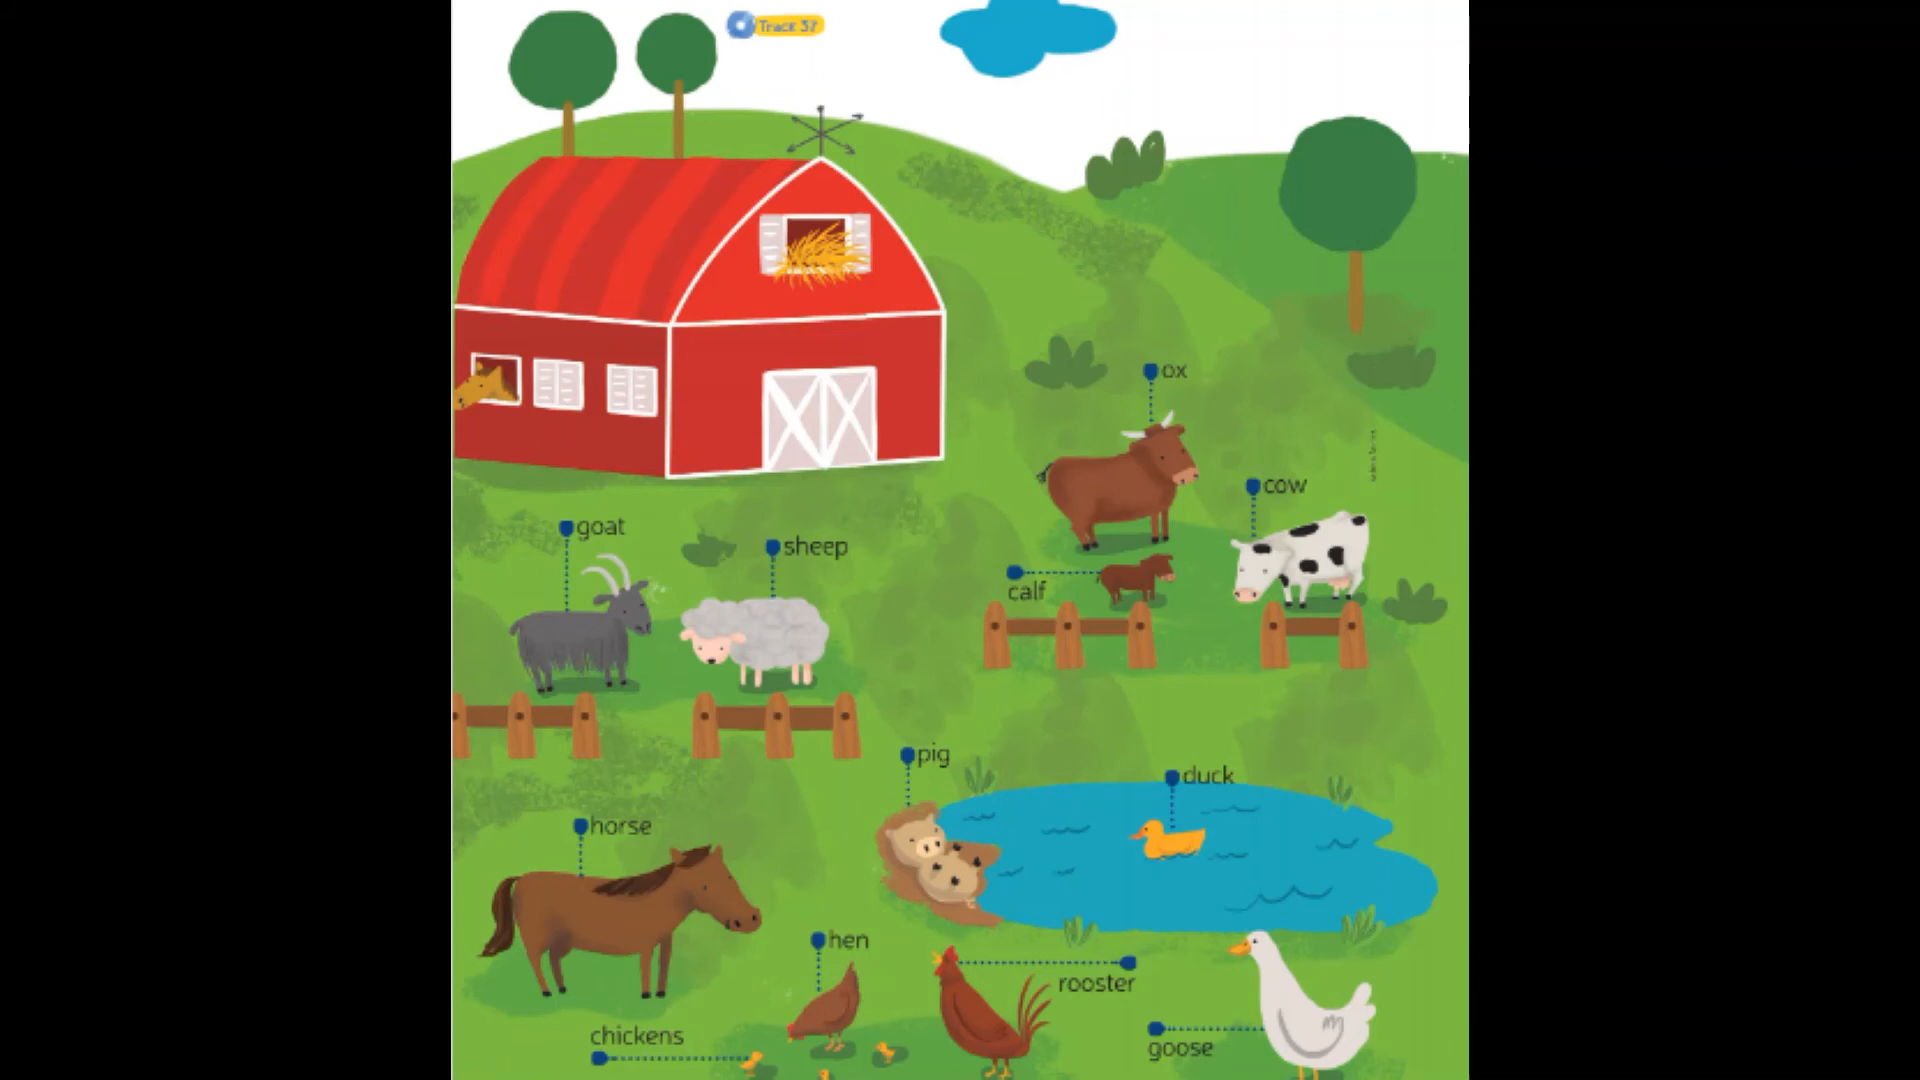 Track 37
ox
cow
goat
sheep
calf
pig
duck
horse
hen
rooster
chickens
goose